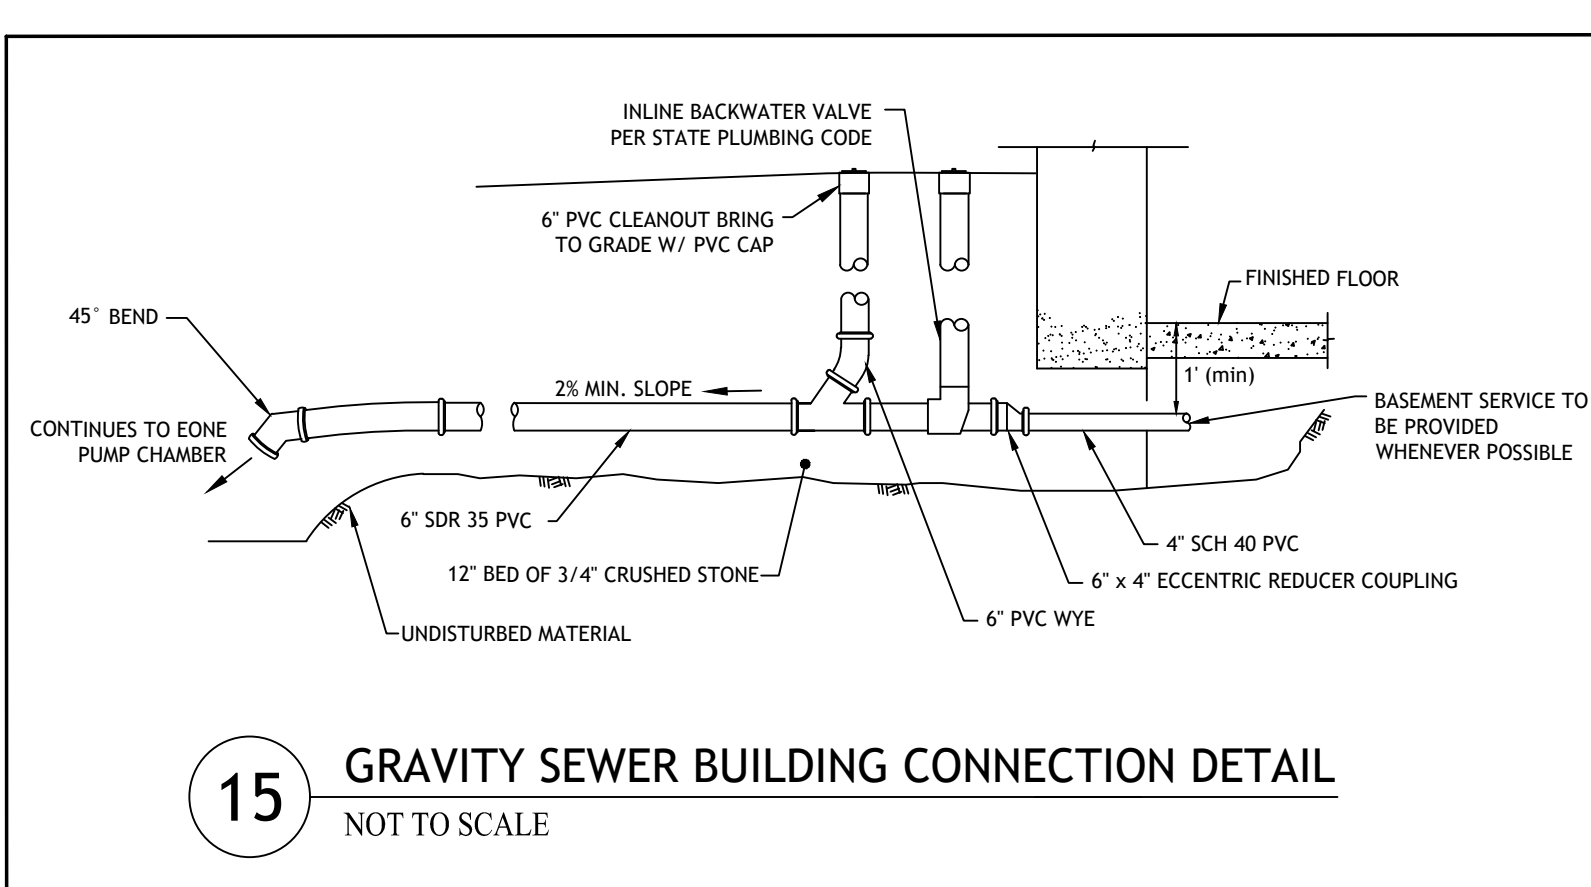 INLINE BACKWATER VALVE
PER STATE PLUMBING CODE
6" PVC CLEANOUT BRING
TO GRADE W/ PVC CAP
FINISHED FLOOR
45° BEND
2% MIN. SLOPE
1' (min)
CONTINUES TO EONE
PUMP CHAMBER
BASEMENT SERVICE TO
BE PROVIDED
WHENEVER POSSIBLE
6" SDR 35 PVC
4" SCH 40 PVC
12" BED OF 3/4" CRUSHED STONE
6" x 4" ECCENTRIC REDUCER COUPLING
6" PVC WYE
UNDISTURBED MATERIAL
15
GRAVITY SEWER BUILDING CONNECTION DETAIL
NOT TO SCALE